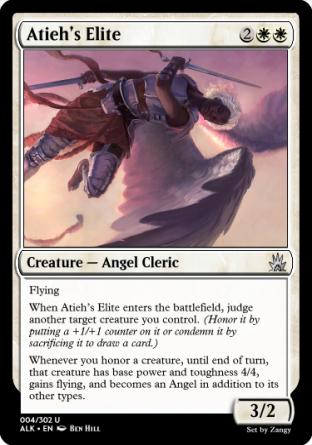 Atieh's Elite 2
Creature — Angel Cleric
Flying
When Atieh's Elite enters the battlefield, judge
another target creature you control. (Honor it by
putting a +1/+1 counter on it or condemn it by
sacrificing it to draw a card.)
Whenever you honor a creature, until end of turn,
that creature has base power and toughness 4/4,
gains flying, and becomes an Angel in addition to its
other types.
3/2
004/302 U
ALK • EN Ben Hill
Set by Zangy